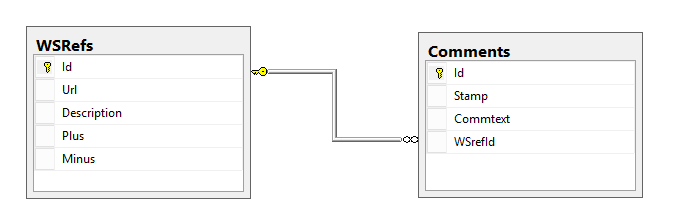 WSRefs
Id
Url
Description
Plus
Minus
Comments
Id
Stamp
Commtext
WSrefId